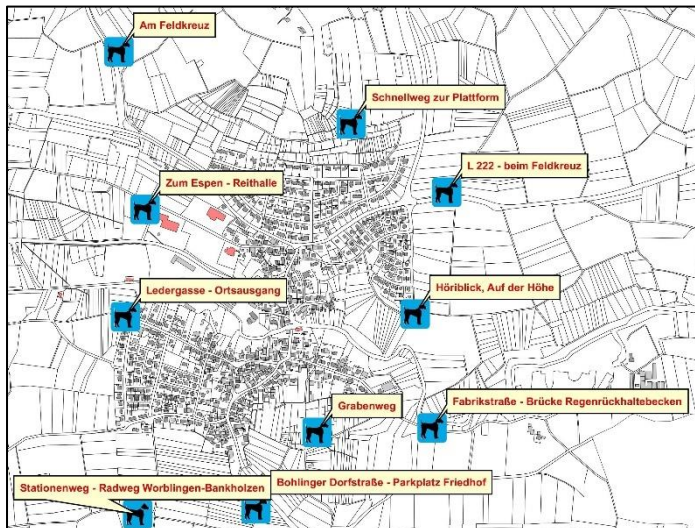 Am Feldkreuz
Schnellweg zur Plattform
L 222 - beim Feldkreuz
Zum Espen - Reithalle
Ledergasse - Ortsausgang
Höriblick, Auf der Höhe
Grabenweg
Fabrikstraße - Brücke Regenrückhaltebecken
Stationenweg - Radweg Worblingen-Bankholzen
Bohlinger Dorfstraße - Parkplatz Friedhof